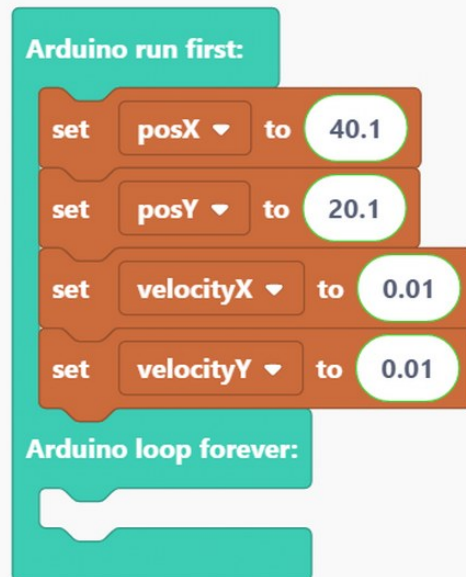 Arduino run first:
set posX to 40.1
set posY to 20.1
set velocityX to 0.01
set velocityY to 0.01
Arduino loop forever: